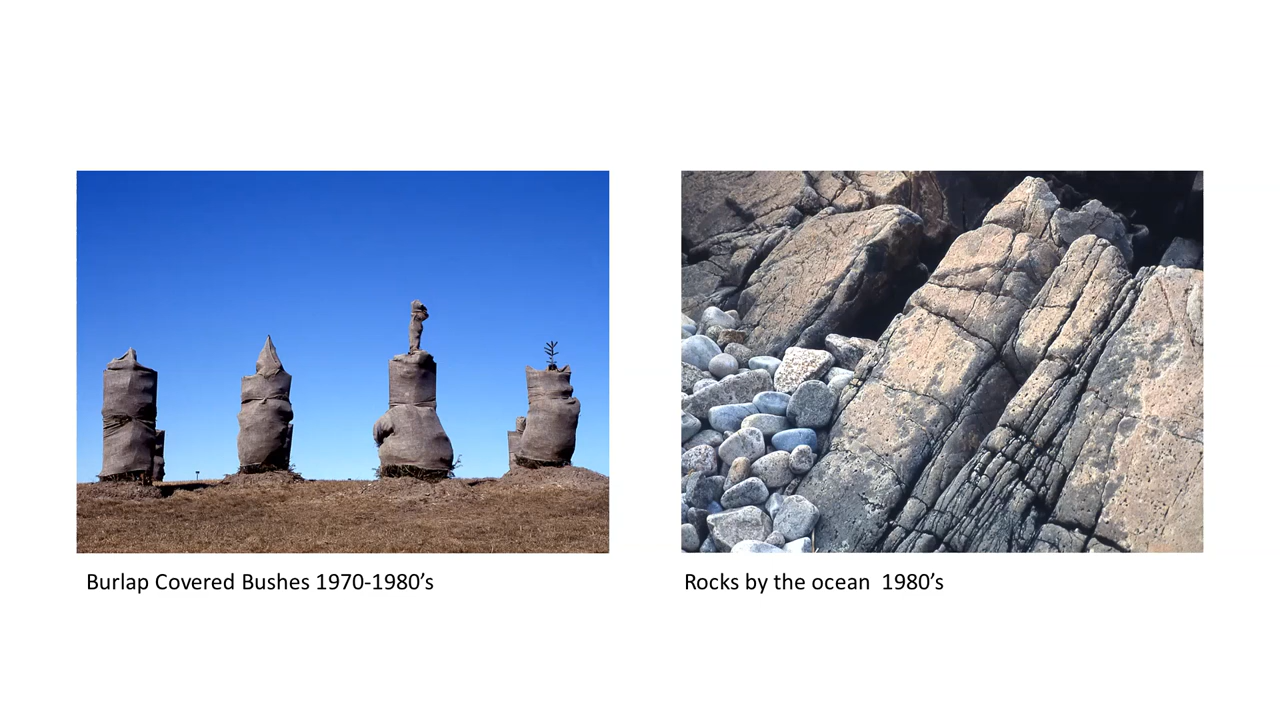 Burlap Covered Bushes 1970-1980’s
Rocks by the ocean  1980’s